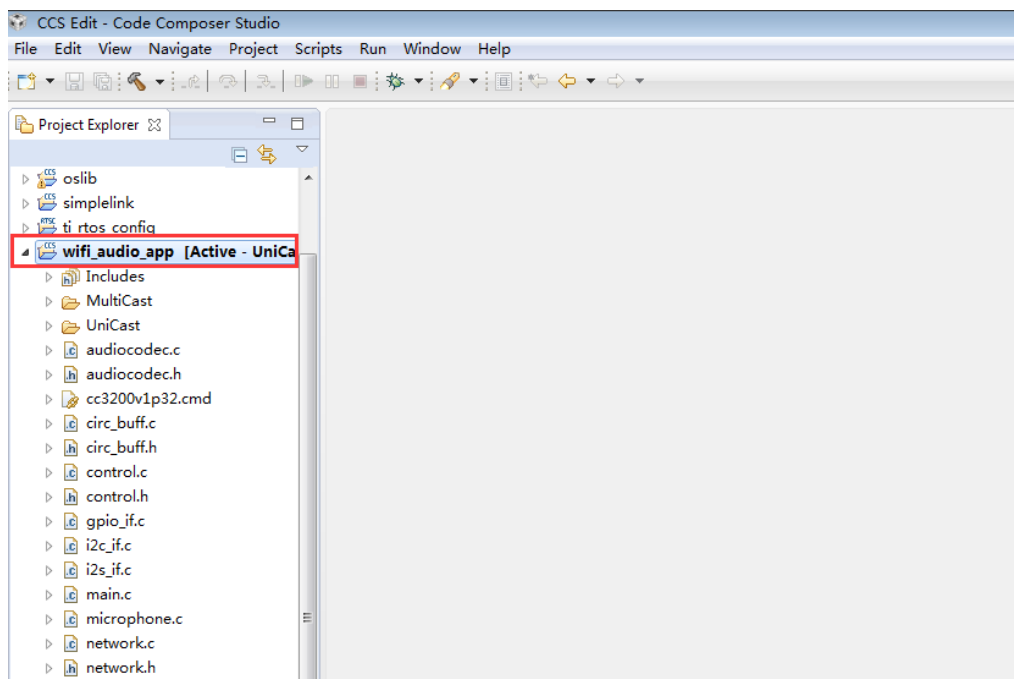 CCS Edit - Code Composer Studio
File Edit View Navigate Project Scripts Run Window Help
Project Explorer
oslib
simplelink
ti_rtos_config
wifi_audio_app [Active - UniCa
Includes
MultiCast
UniCast
audiocodec.c
audiocodec.h
cc3200v1p32.cmd
circ_buff.c
circ_buff.h
control.c
control.h
gpio_if.c
i2c_if.c
i2s_if.c
main.c
microphone.c
network.c
network.h